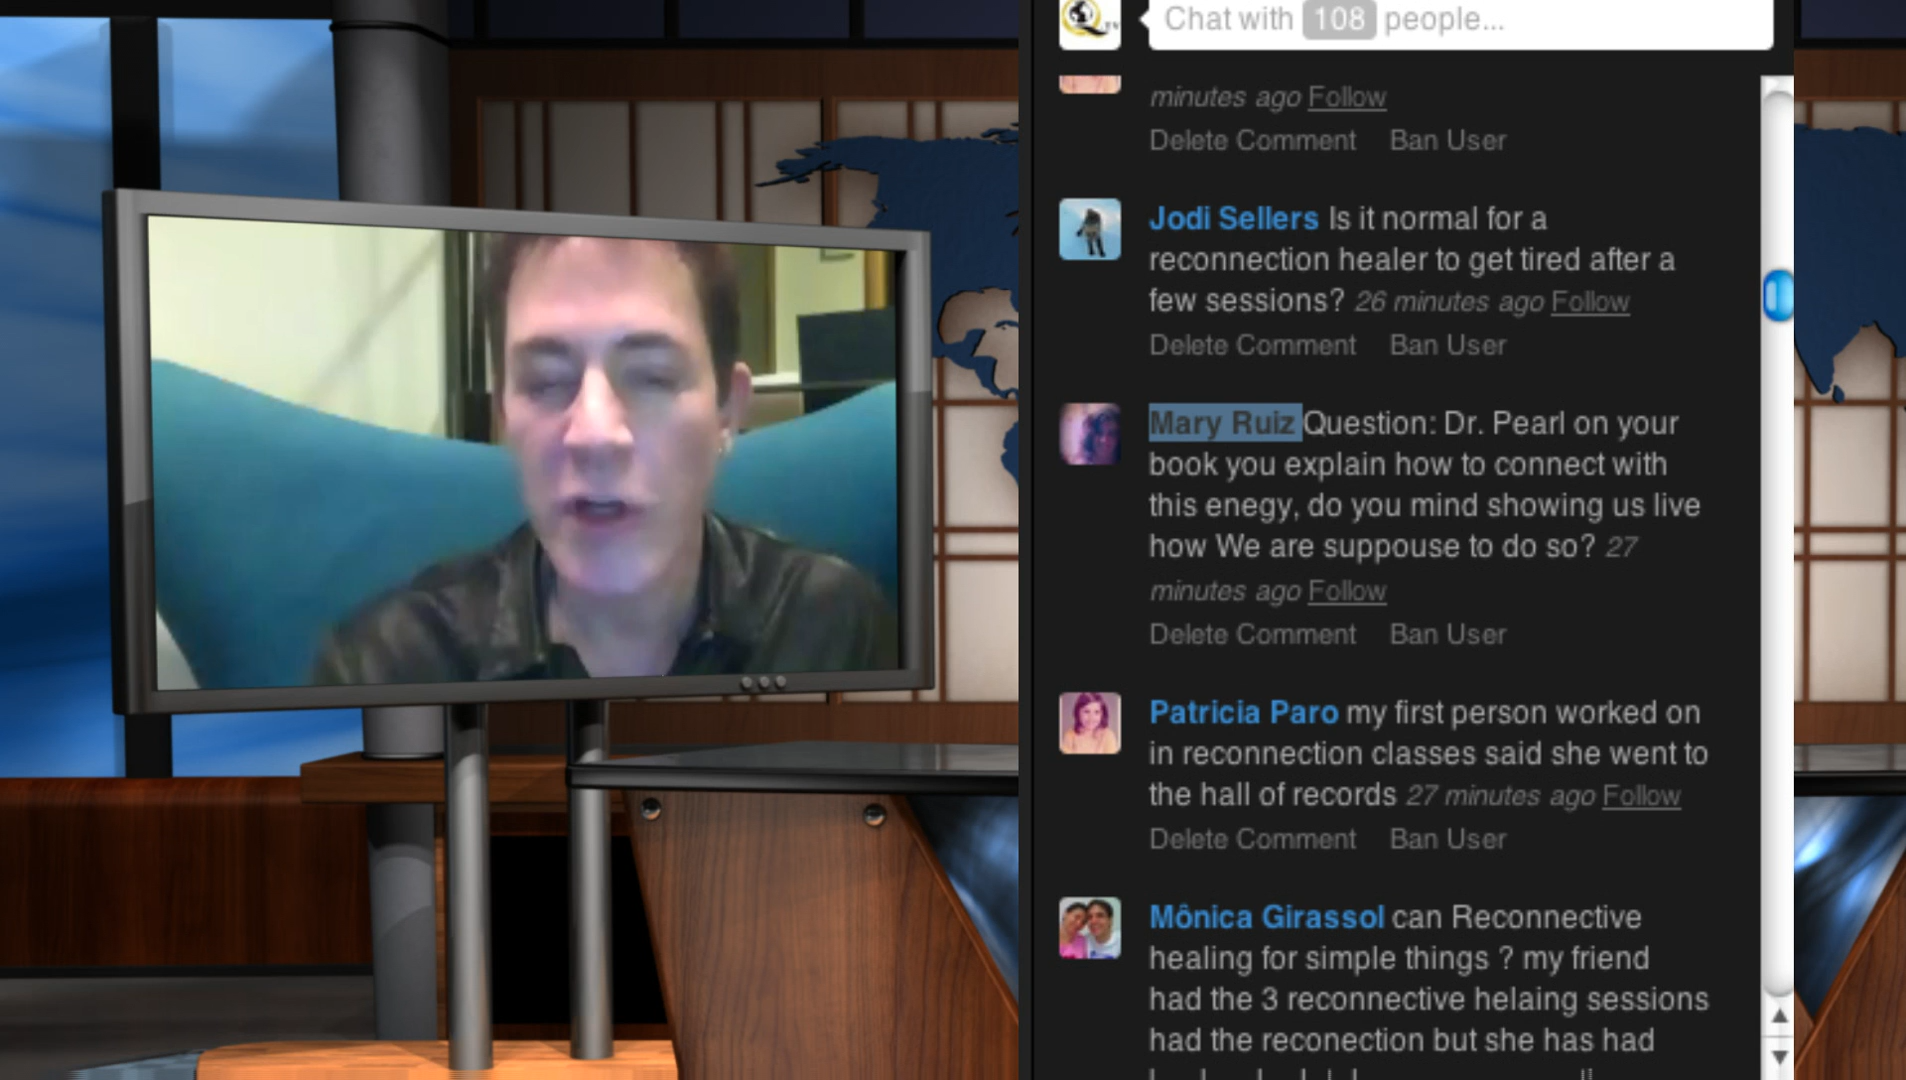 Chat with 108 people...
minutes ago Follow
Delete Comment Ban User
Jodi Sellers Is it normal for a
reconnection healer to get tired after a
few sessions? 26 minutes ago Follow
Delete Comment Ban User
Mary Ruiz Question: Dr. Pearl on your
book you explain how to connect with
this enegy, do you mind showing us live
how We are suppouse to do so? 27
minutes ago Follow
Delete Comment Ban User
Patricia Paro my first person worked on
in reconnection classes said she went to
the hall of records 27 minutes ago Follow
Delete Comment Ban User
Mônica Girassol can Reconnective
healing for simple things ? my friend
had the 3 reconnective helaing sessions
had the reconection but she has had